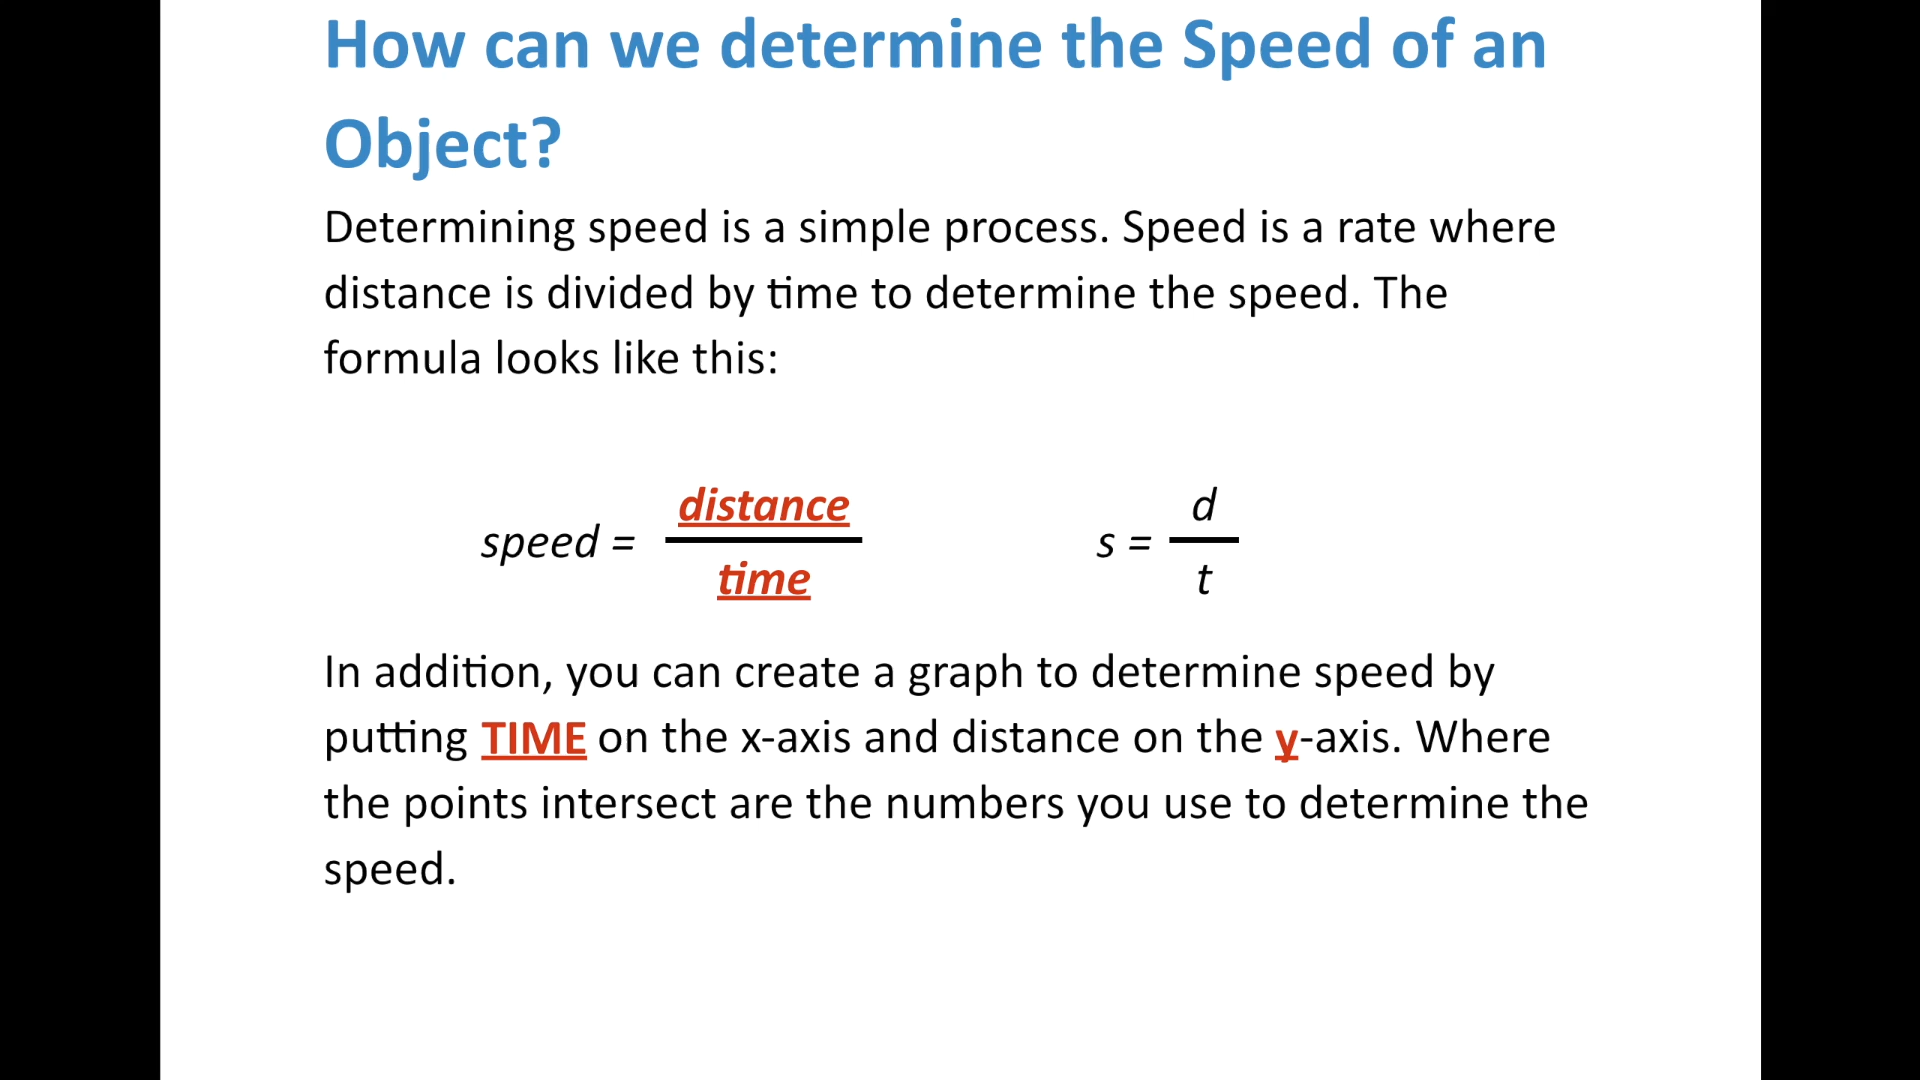 How can we determine the Speed of an
Object?
Determining speed is a simple process. Speed is a rate where
distance is divided by time to determine the speed. The
formula looks like this:
speed = distance / time
s = d / t
In addition, you can create a graph to determine speed by
putting TIME on the x-axis and distance on the y-axis. Where
the points intersect are the numbers you use to determine the
speed.